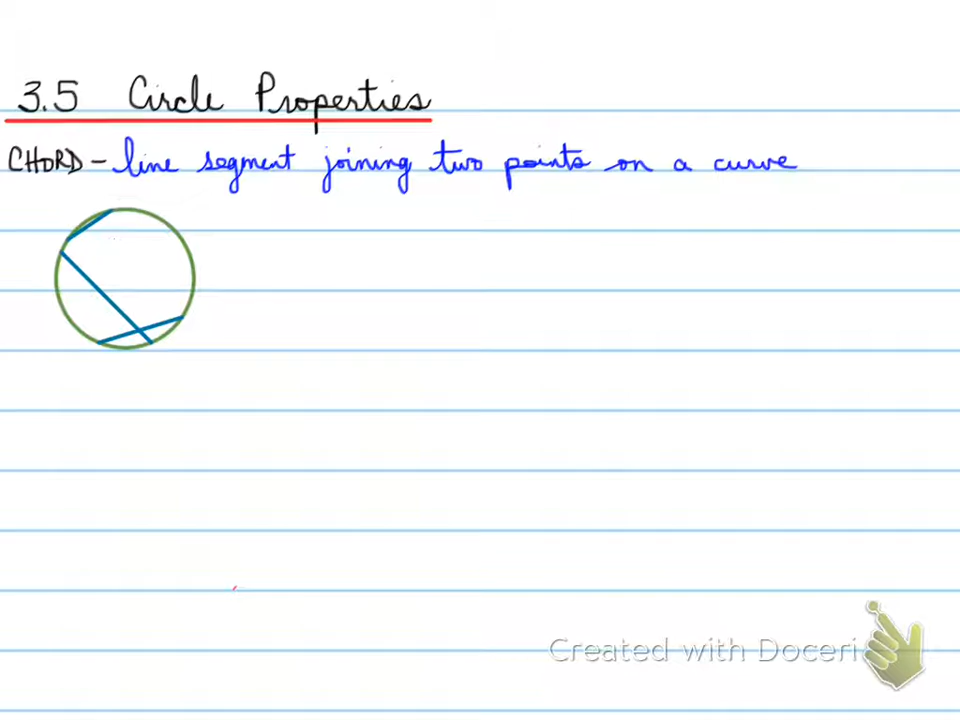 3.5 Circle Properties
CHORD - line segment joining two points on a curve
Created with Doceri